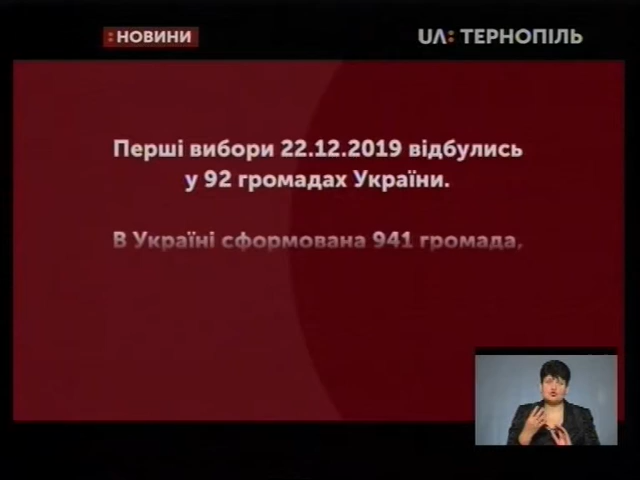 :НОВИНИ
UA: ТЕРНОПІЛЬ
Перші вибори 22.12.2019 відбулись
у 92 громадах України.
В Україні сформована 941 громада,